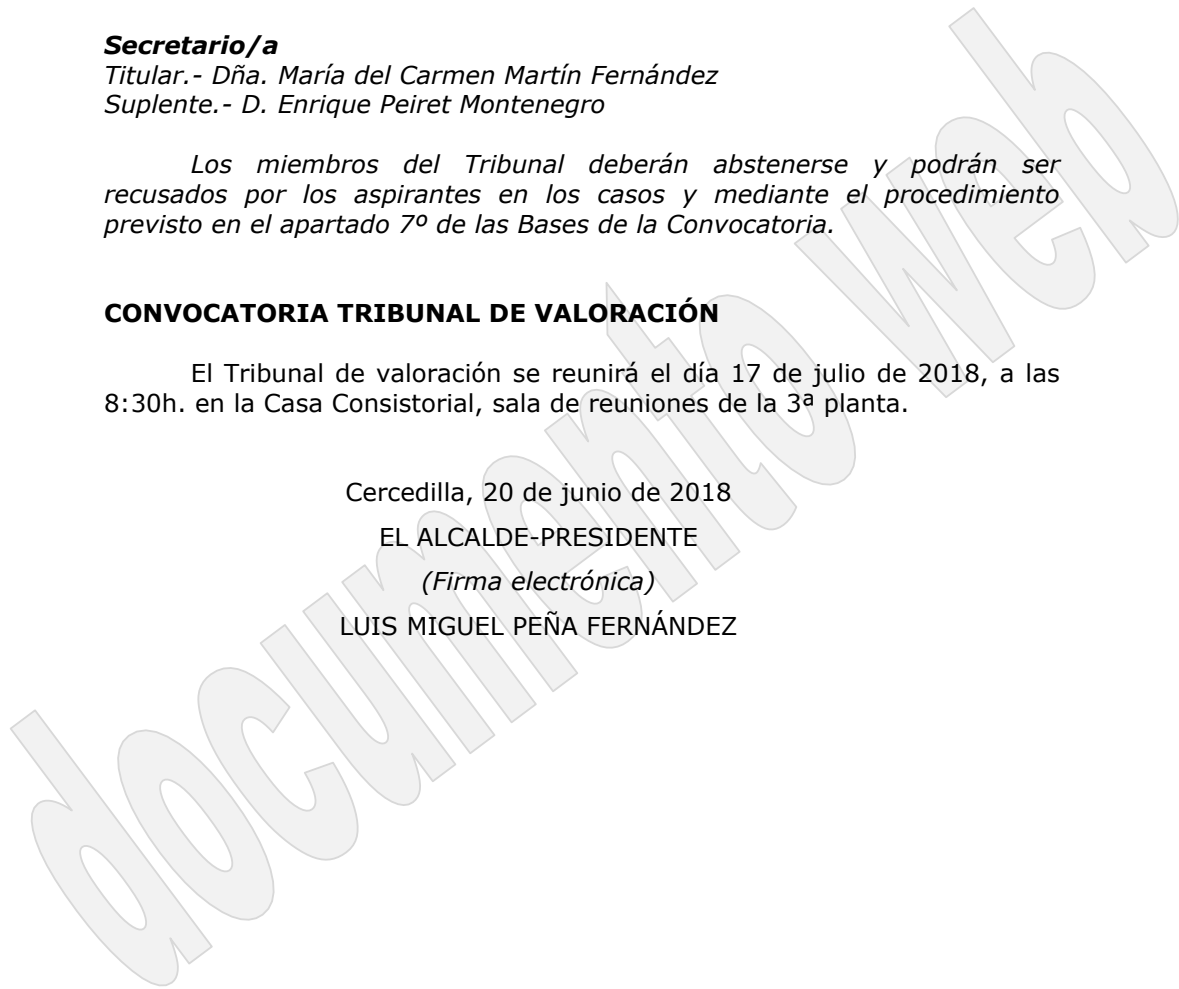 Secretario/a
Titular.- Dña. María del Carmen Martín Fernández
Suplente.- D. Enrique Peiret Montenegro
Los miembros del Tribunal deberán abstenerse y podrán ser
recusados por los aspirantes en los casos y mediante el procedimiento
previsto en el apartado 7º de las Bases de la Convocatoria.
CONVOCATORIA TRIBUNAL DE VALORACIÓN
El Tribunal de valoración se reunirá el día 17 de julio de 2018, a las
8:30h. en la Casa Consistorial, sala de reuniones de la 3ª planta.
Cercedilla, 20 de junio de 2018
EL ALCALDE-PRESIDENTE
(Firma electrónica)
LUIS MIGUEL PEÑA FERNÁNDEZ
documento web